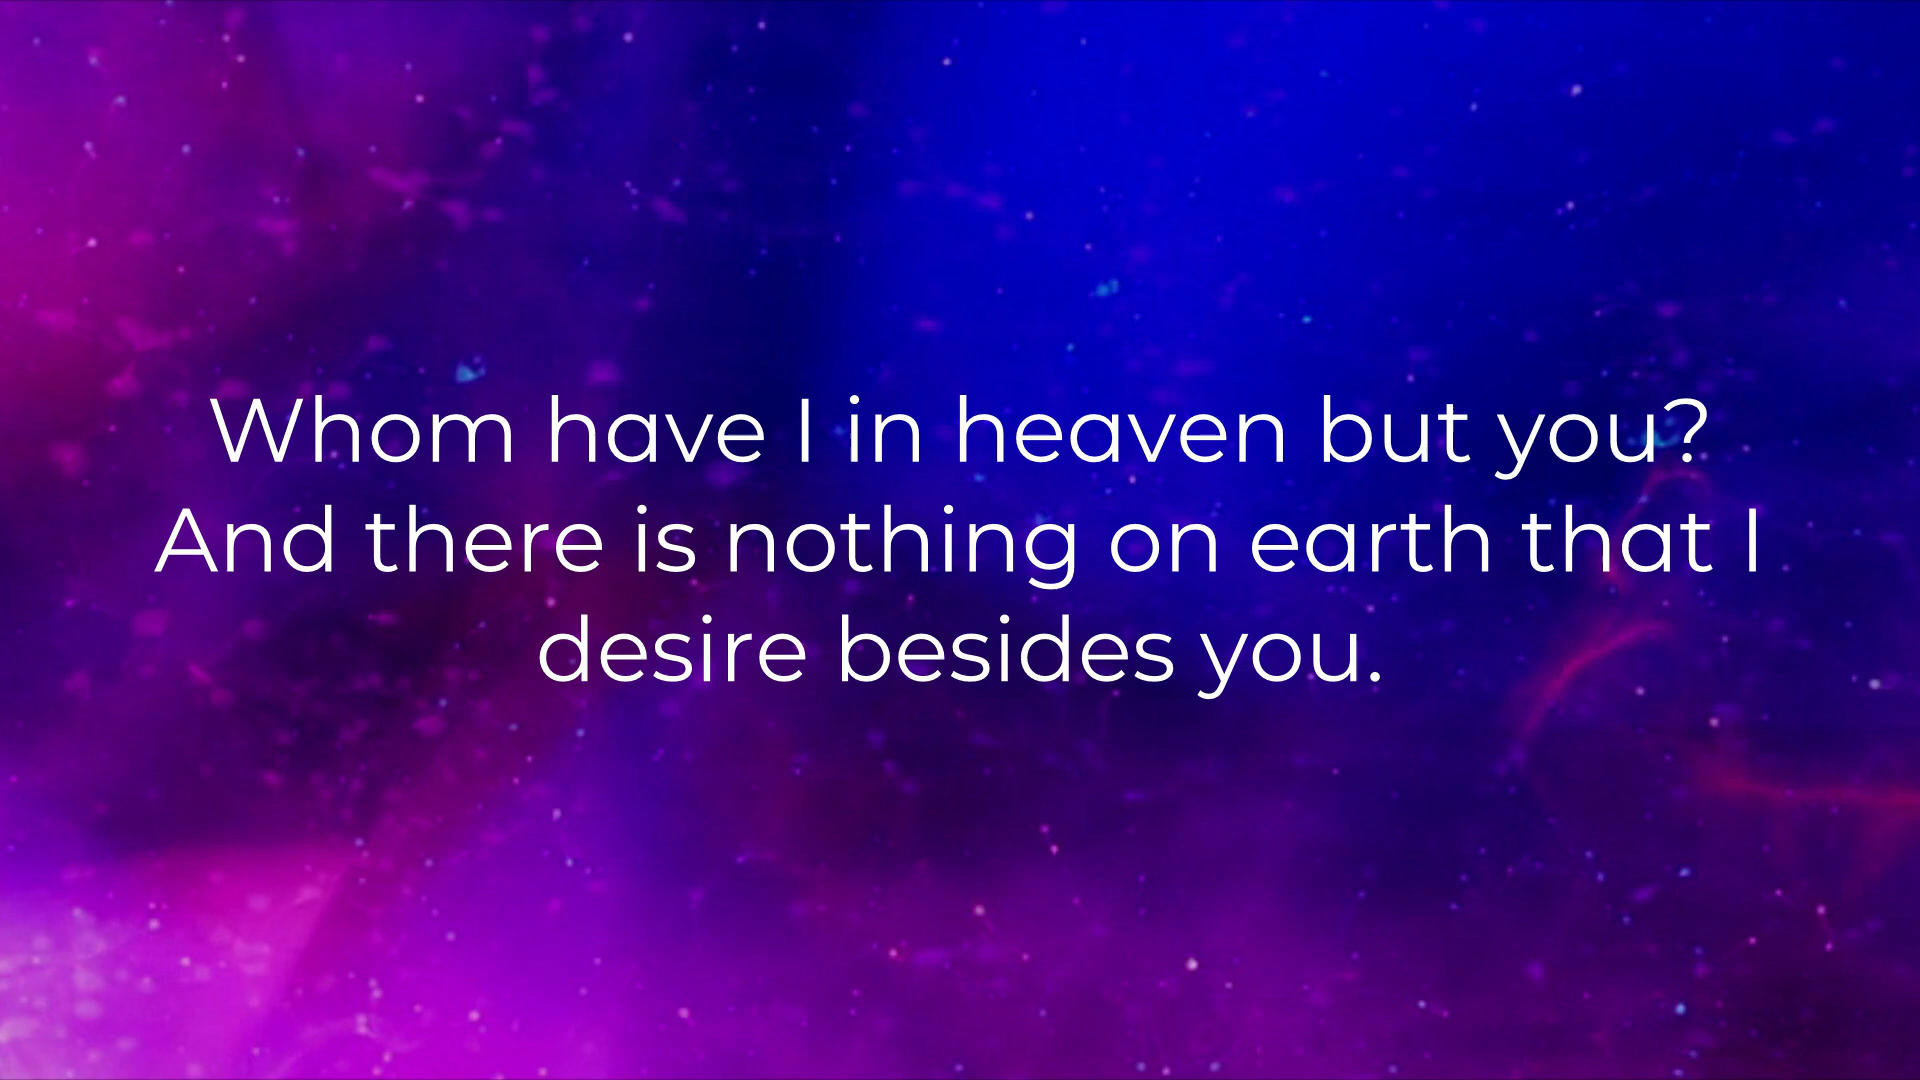 Whom have I in heaven but you?
And there is nothing on earth that I
desire besides you.